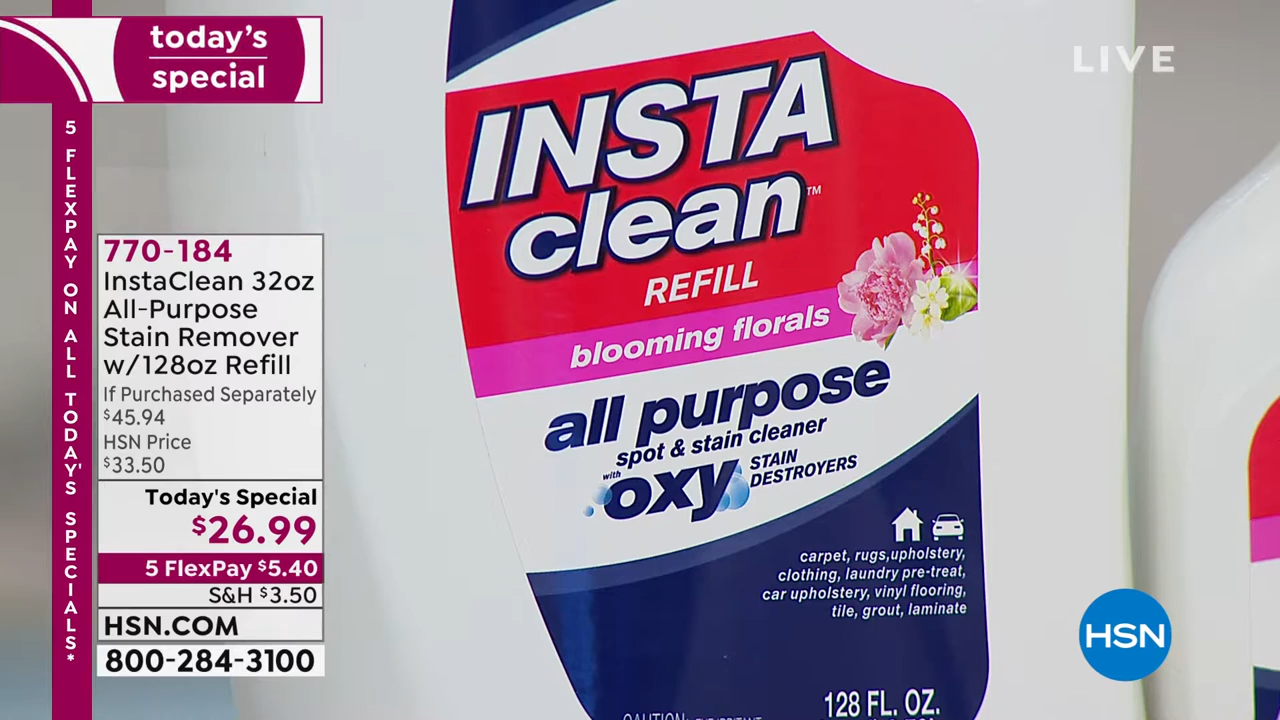 today's
special
LIVE
5 FLEXPAY ON ALL TODAY'S SPECIALS*
770-184
InstaClean 32oz
All-Purpose
Stain Remover
w/128oz Refill
If Purchased Separately
$45.94
HSN Price
$33.50
Today's Special
$26.99
5 FlexPay $5.40
S&H $3.50
HSN.COM
800-284-3100
INSTA
clean™
REFILL
blooming florals
all purpose
spot & stain cleaner
with oxy STAIN
DESTROYERS
carpet, rugs,upholstery,
clothing, laundry pre-treat,
car upholstery, vinyl flooring,
tile, grout, laminate
128 FL. OZ.
HSN